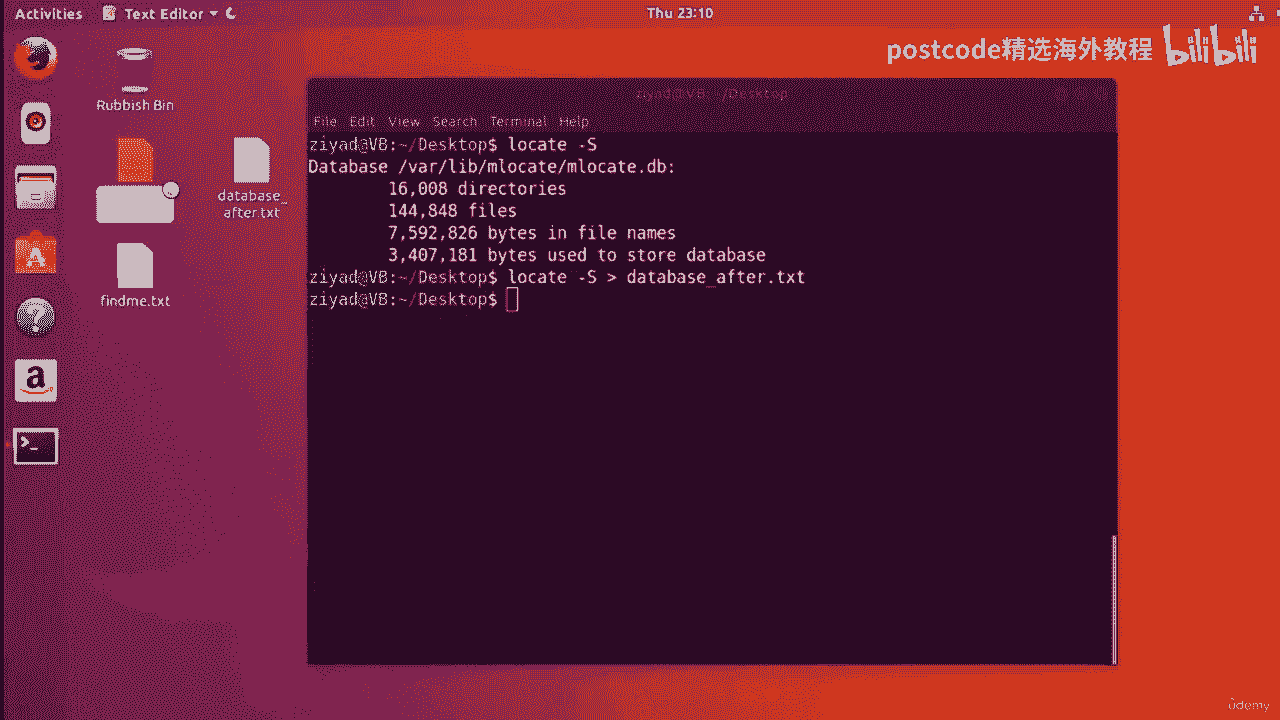 Activities
Text Editor
Thu 23:10
postcode精选海外教程
bilibili
Rubbish Bin
database_
after.txt
findme.txt
ziyad@VB: ~/Desktop
File Edit View Search Terminal Help
ziyad@VB:~/Desktop$ locate -S
Database /var/lib/mlocate/mlocate.db:
16,008 directories
144,848 files
7,592,826 bytes in file names
3,407,181 bytes used to store database
ziyad@VB:~/Desktop$ locate -S > database_after.txt
ziyad@VB:~/Desktop$
ûdemy